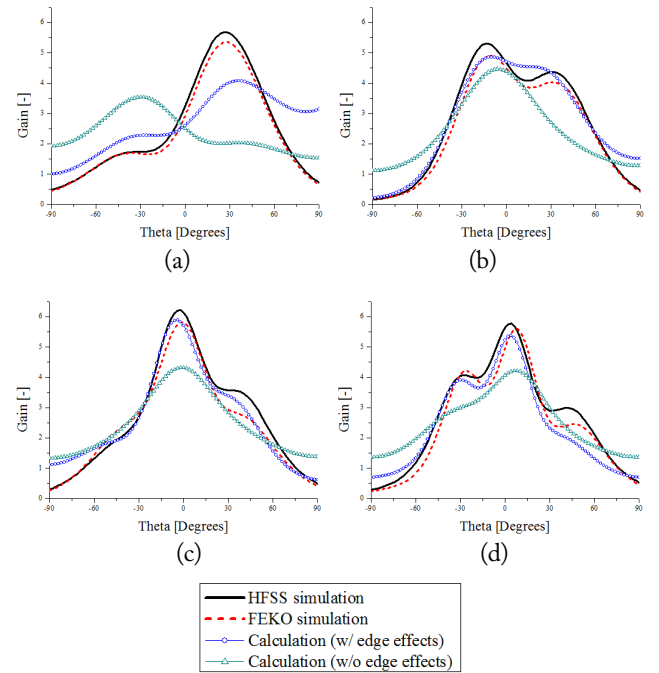 6
5
4
3
2
1
0
Gain [-]
-90 -60 -30 0 30 60 90
Theta [Degrees]
(a)
6
5
4
3
2
1
0
Gain [-]
-90 -60 -30 0 30 60 90
Theta [Degrees]
(b)
6
5
4
3
2
1
0
Gain [-]
-90 -60 -30 0 30 60 90
Theta [Degrees]
(c)
6
5
4
3
2
1
0
Gain [-]
-90 -60 -30 0 30 60 90
Theta [Degrees]
(d)
HFSS simulation
FEKO simulation
Calculation (w/ edge effects)
Calculation (w/o edge effects)